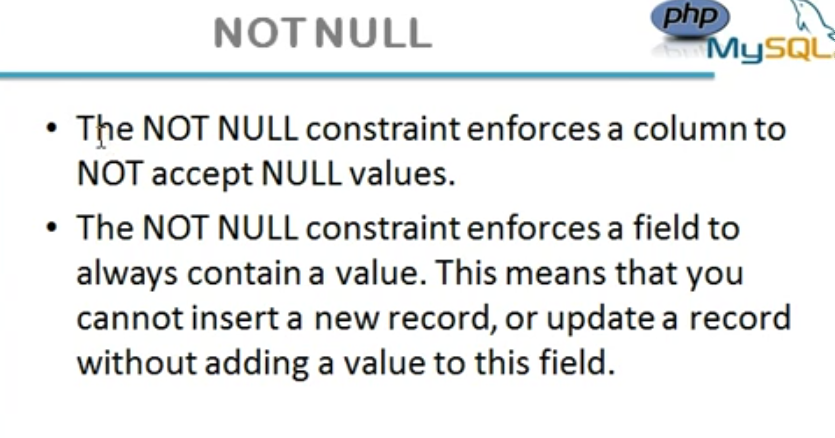 NOT NULL
php
MySQL
• The NOT NULL constraint enforces a column to
NOT accept NULL values.
• The NOT NULL constraint enforces a field to
always contain a value. This means that you
cannot insert a new record, or update a record
without adding a value to this field.